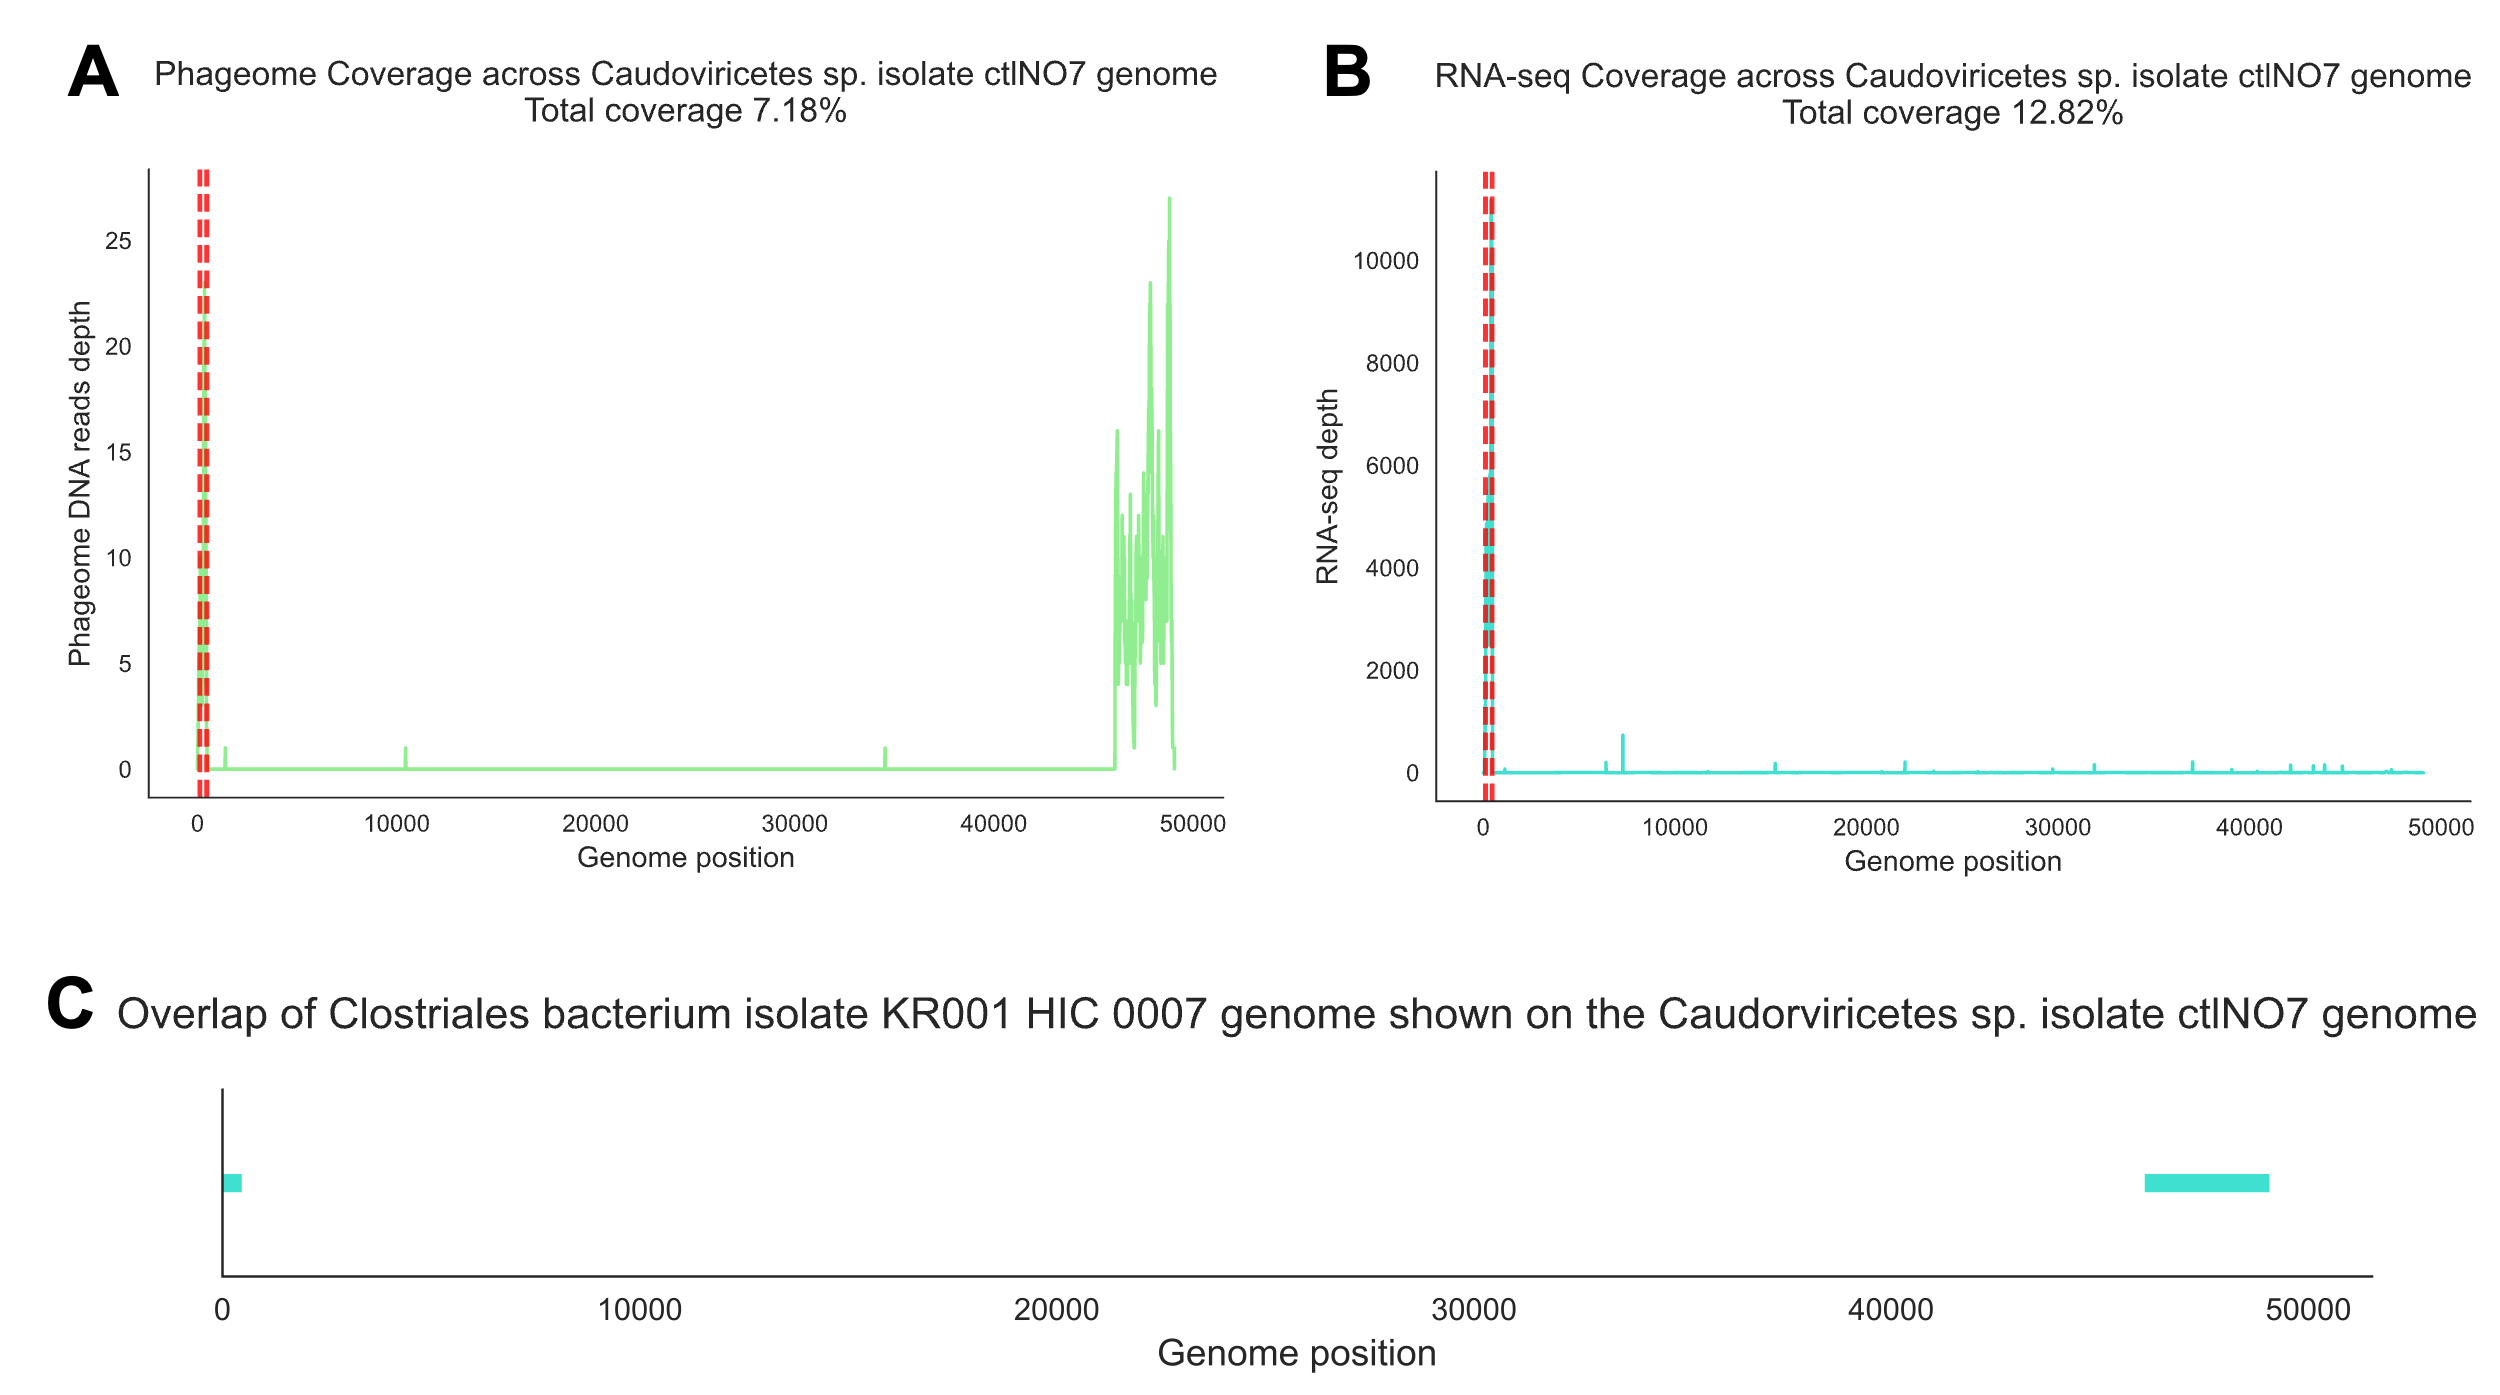 A
Phageome Coverage across Caudoviricetes sp. isolate ctlNO7 genome
Total coverage 7.18%
Phageome DNA reads depth
25
20
15
10
5
0
0 10000 20000 30000 40000 50000
Genome position
B
RNA-seq Coverage across Caudoviricetes sp. isolate ctlNO7 genome
Total coverage 12.82%
RNA-seq depth
10000
8000
6000
4000
2000
0
0 10000 20000 30000 40000 50000
Genome position
C
Overlap of Clostriales bacterium isolate KR001 HIC 0007 genome shown on the Caudorviricetes sp. isolate ctlNO7 genome
0 10000 20000 30000 40000 50000
Genome position